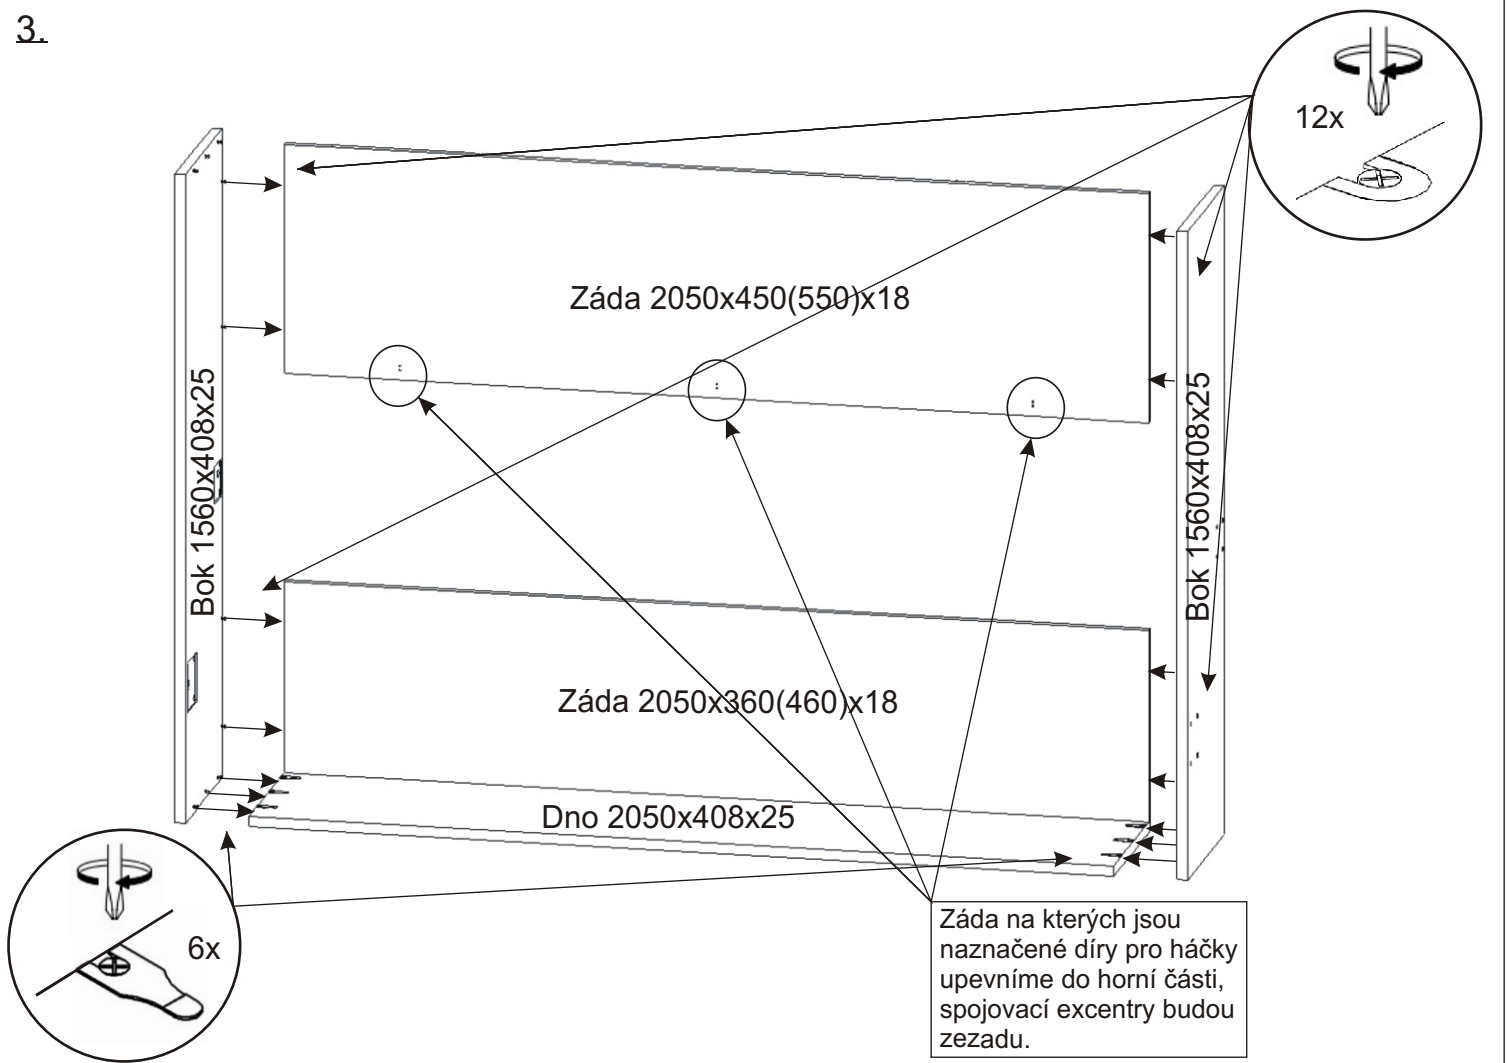 3.
12x
Záda 2050x450(550)x18
Bok 1560x408x25
Bok 1560x408x25
Záda 2050x360(460)x18
Dno 2050x408x25
6x
Záda na kterých jsou
naznačené díry pro háčky
upevníme do horní části,
spojovací excentry budou
zezadu.